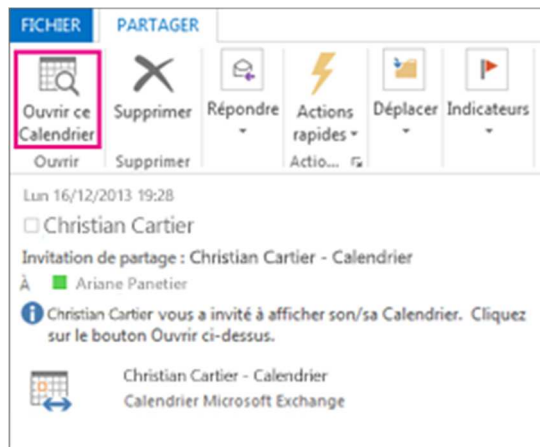 FICHIER PARTAGER
Ouvrir ce Calendrier
Supprimer
Répondre
Actions rapides
Déplacer
Indicateurs
Ouvrir
Supprimer
Actio...
Lun 16/12/2013 19:28
Christian Cartier
Invitation de partage : Christian Cartier - Calendrier
À Ariane Panetier
Christian Cartier vous a invité à afficher son/sa Calendrier. Cliquez
sur le bouton Ouvrir ci-dessus.
Christian Cartier - Calendrier
Calendrier Microsoft Exchange